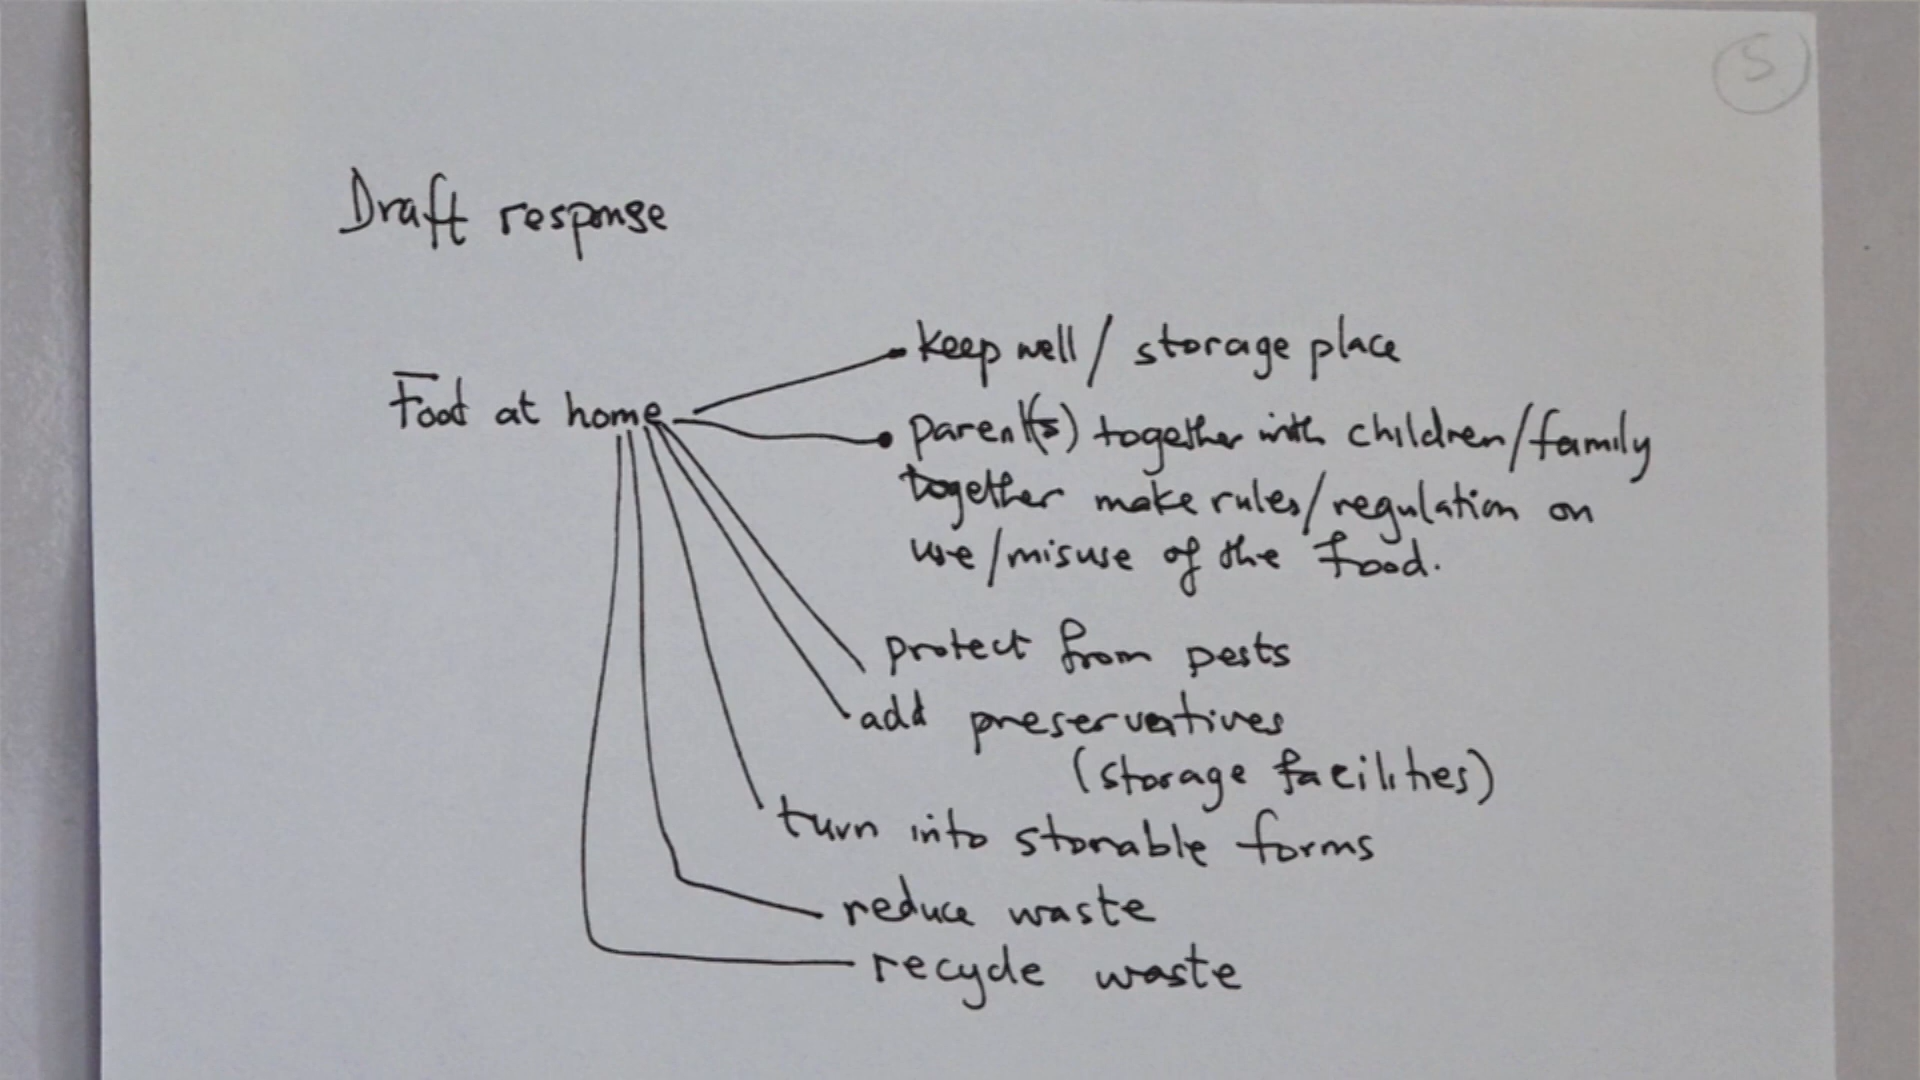 5
Draft response
Food at home
keep well / storage place
parent(s) together with children/family
together make rules/regulation on
use/misuse of the food.
protect from pests
add preservatives
(storage facilities)
turn into storable forms
reduce waste
recycle waste